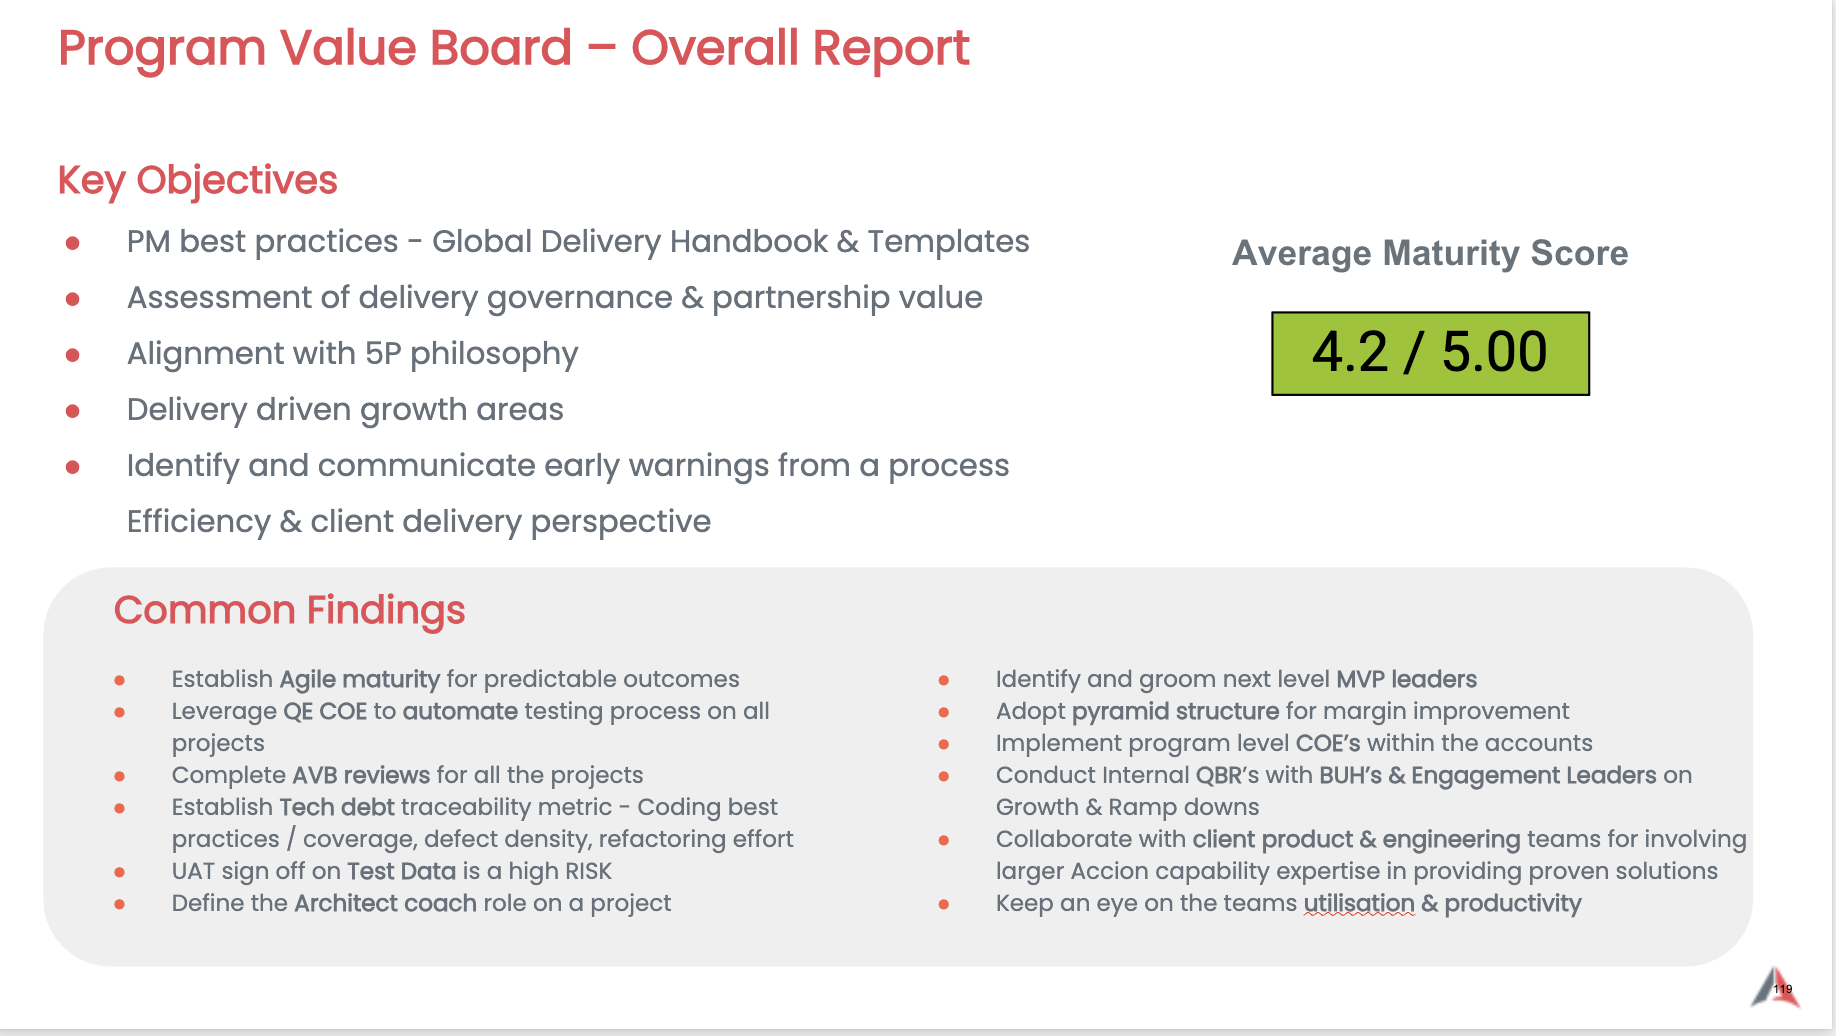 Program Value Board – Overall Report
Key Objectives
● PM best practices - Global Delivery Handbook & Templates
● Assessment of delivery governance & partnership value
● Alignment with 5P philosophy
● Delivery driven growth areas
● Identify and communicate early warnings from a process
Efficiency & client delivery perspective
Average Maturity Score
4.2 / 5.00
Common Findings
● Establish Agile maturity for predictable outcomes
● Leverage QE COE to automate testing process on all
projects
● Complete AVB reviews for all the projects
● Establish Tech debt traceability metric - Coding best
practices / coverage, defect density, refactoring effort
● UAT sign off on Test Data is a high RISK
● Define the Architect coach role on a project
● Identify and groom next level MVP leaders
● Adopt pyramid structure for margin improvement
● Implement program level COE’s within the accounts
● Conduct Internal QBR’s with BUH’s & Engagement Leaders on
Growth & Ramp downs
● Collaborate with client product & engineering teams for involving
larger Accion capability expertise in providing proven solutions
● Keep an eye on the teams utilisation & productivity
119